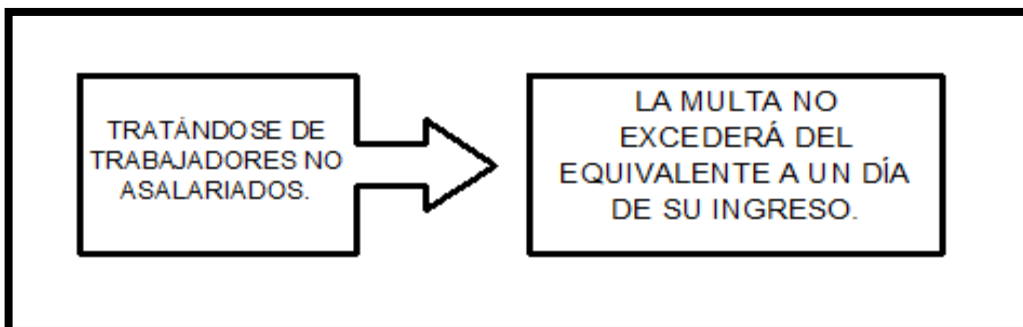 TRATÁNDOSE DE
TRABAJADORES NO
ASALARIADOS.
LA MULTA NO
EXCEDERÁ DEL
EQUIVALENTE A UN DÍA
DE SU INGRESO.